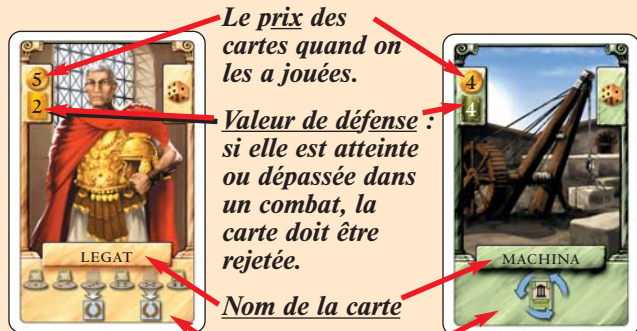 Le prix des
cartes quand on
les a jouées.
5
2
4
4
Valeur de défense :
si elle est atteinte
ou dépassée dans
un combat, la
carte doit être
rejetée.
LEGAT
MACHINA
Nom de la carte